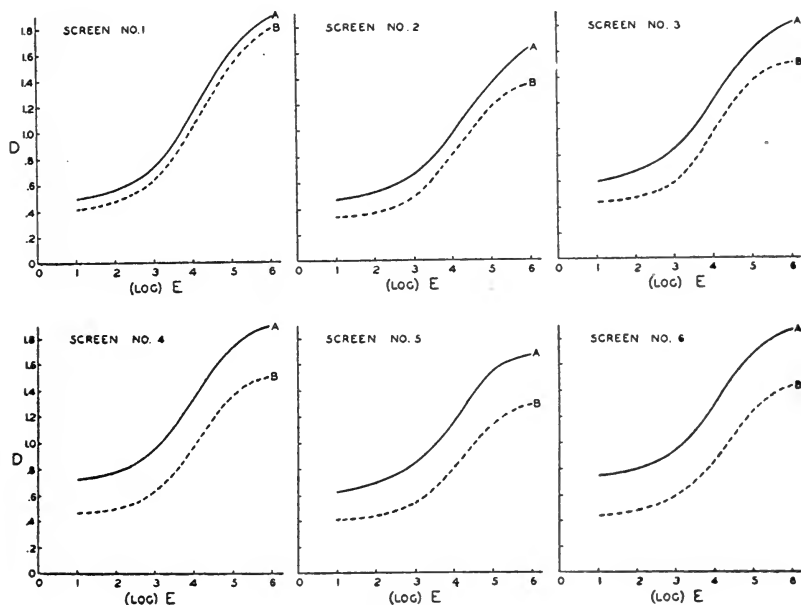 SCREEN NO. 1
A
B
1.8
1.6
1.4
1.2
1.0
.8
.6
.4
.2
0
D
0 1 2 3 4 5 6
(LOG) E
SCREEN NO. 2
A
B
0 1 2 3 4 5 6
(LOG) E
SCREEN NO. 3
A
B
0 1 2 3 4 5 6
(LOG) E
SCREEN NO. 4
A
B
1.8
1.6
1.4
1.2
1.0
.8
.6
.4
.2
0
D
0 1 2 3 4 5 6
(LOG) E
SCREEN NO. 5
A
B
0 1 2 3 4 5 6
(LOG) E
SCREEN NO. 6
A
B
0 1 2 3 4 5 6
(LOG) E